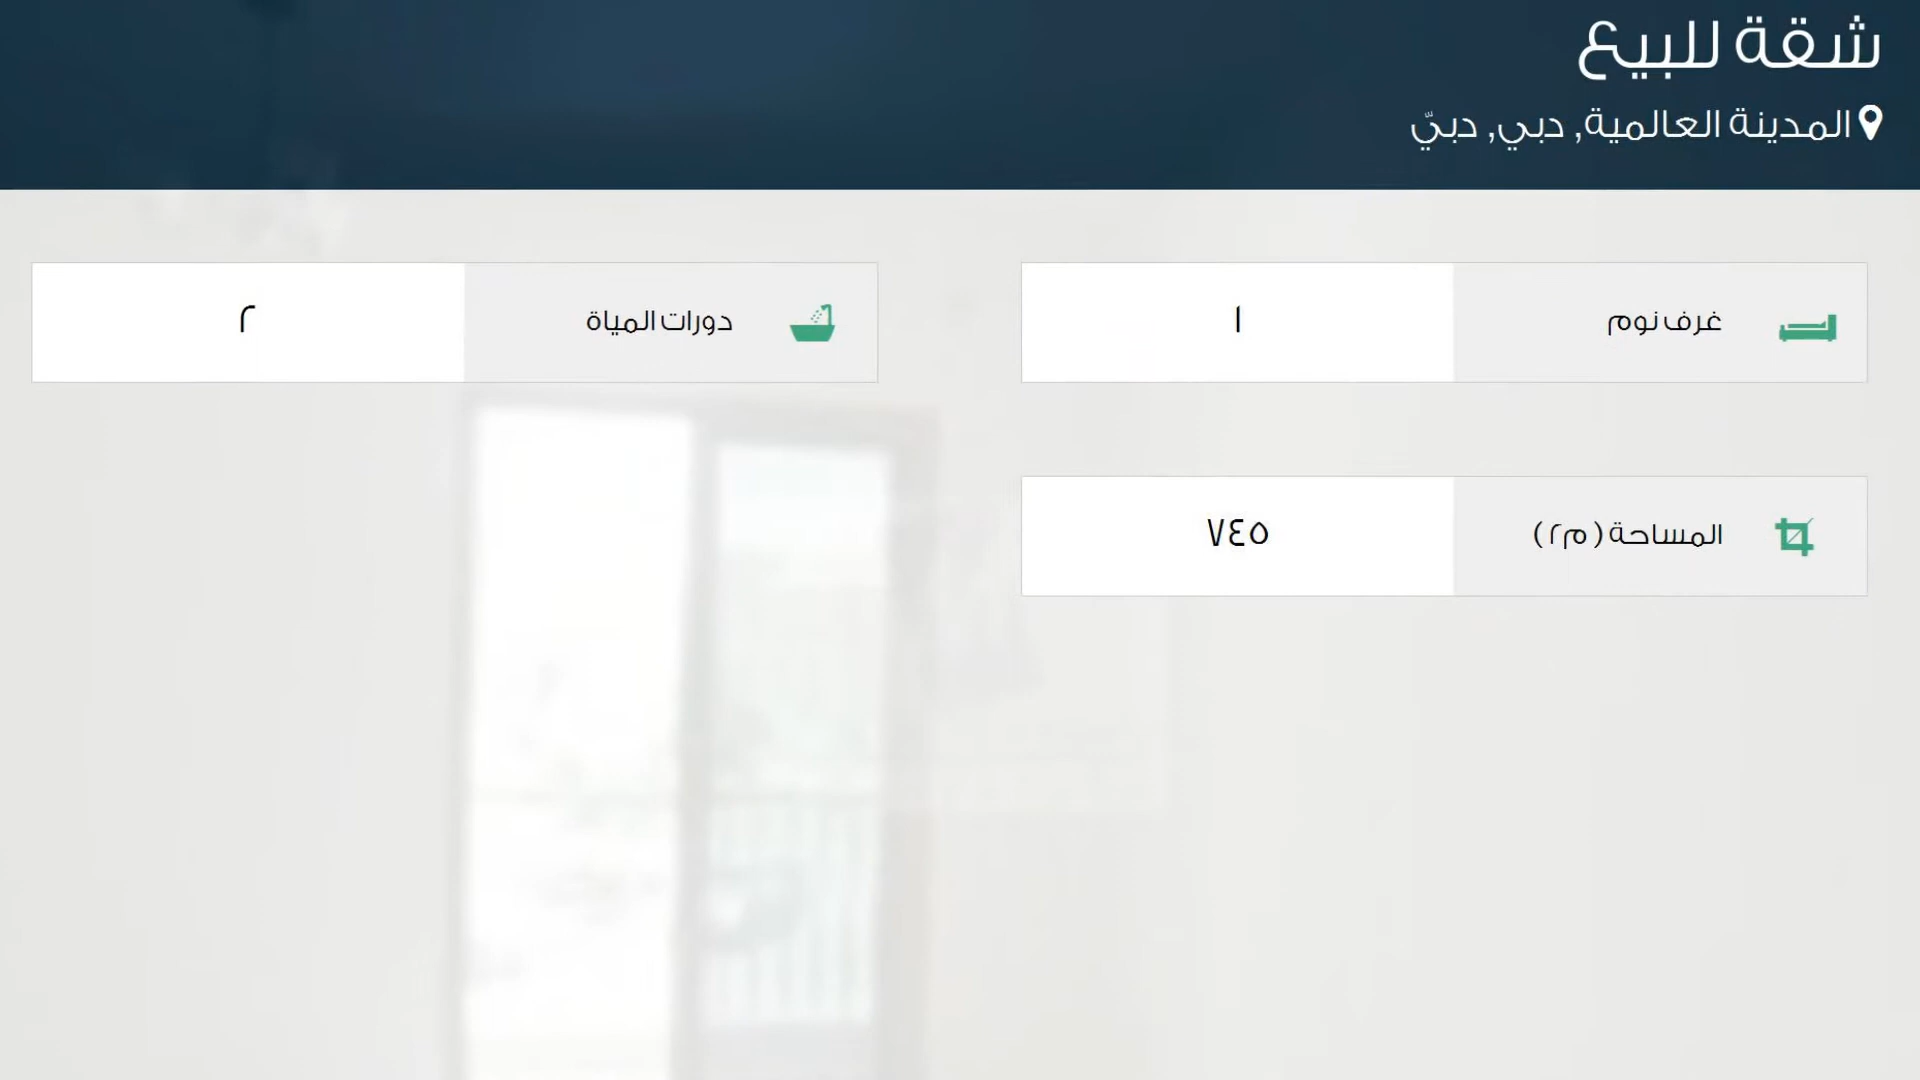 شقة للبيع
المدينة العالمية, دبي, دبيّ
غرف نوم ١
دورات المياة ٢
المساحة (م٢) ٧٤٥